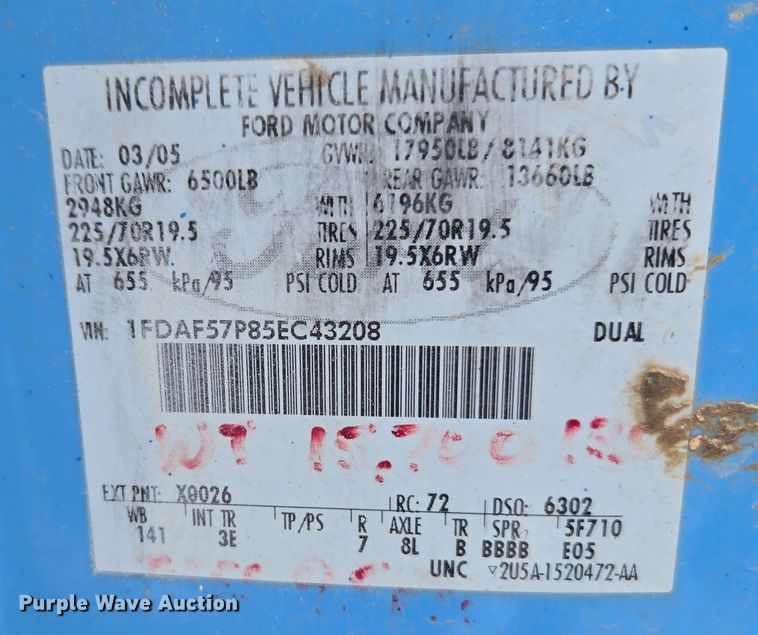 INCOMPLETE VEHICLE MANUFACTURED BY
FORD MOTOR COMPANY
DATE: 03/05 GVWR: 17950LB / 8141KG
FRONT GAWR: 6500LB REAR GAWR: 13660LB
2948KG WITH 6196KG WITH
225/70R19.5 TIRES 225/70R19.5 TIRES
19.5X6RW RIMS 19.5X6RW RIMS
AT 655 kPa/95 PSI COLD AT 655 kPa/95 PSI COLD
VIN: 1FDAF57P85EC43208 DUAL
WT 15,700
EXT PNT: X0026 RC: 72 DSO: 6302
WB INT TR TP/PS R AXLE TR SPR 5F710
141 3E 7 8L B BBBB E05
UNC ▽2U5A-1520472-AA
Purple Wave Auction